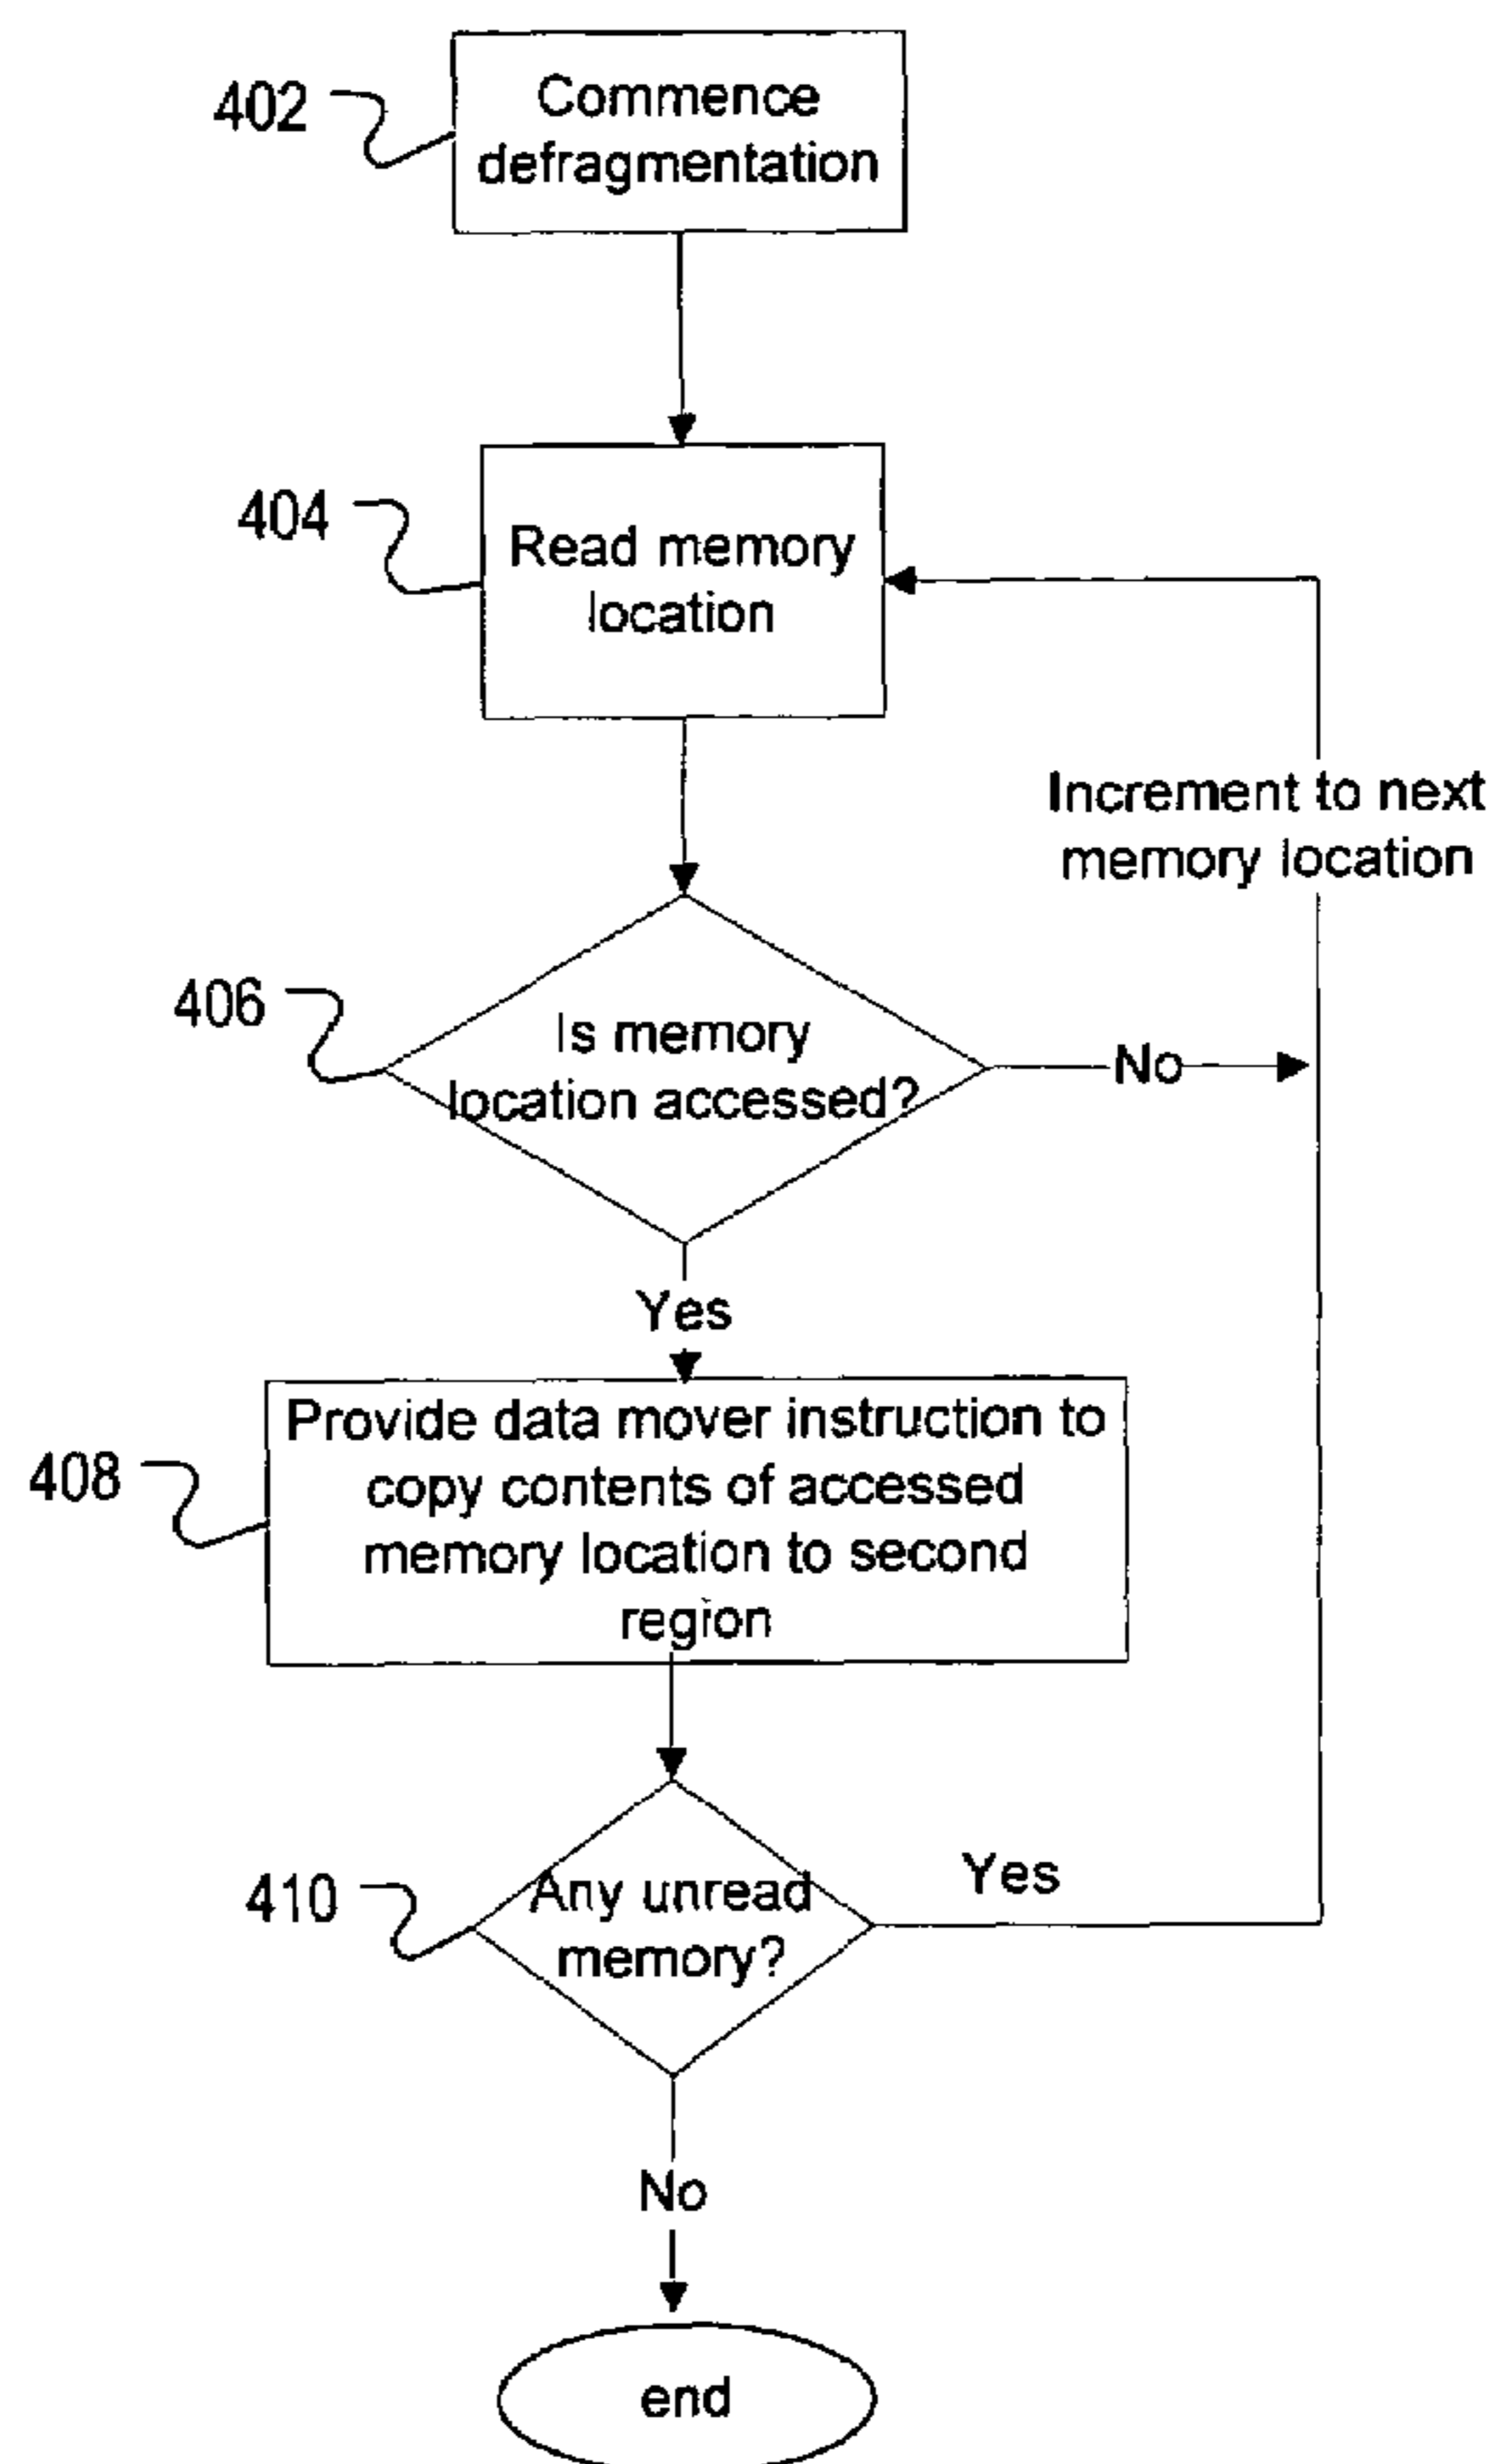 402
Commence
defragmentation
404
Read memory
location
Increment to next
memory location
406
Is memory
location accessed?
No
Yes
408
Provide data mover instruction to
copy contents of accessed
memory location to second
region
410
Any unread
memory?
Yes
No
end